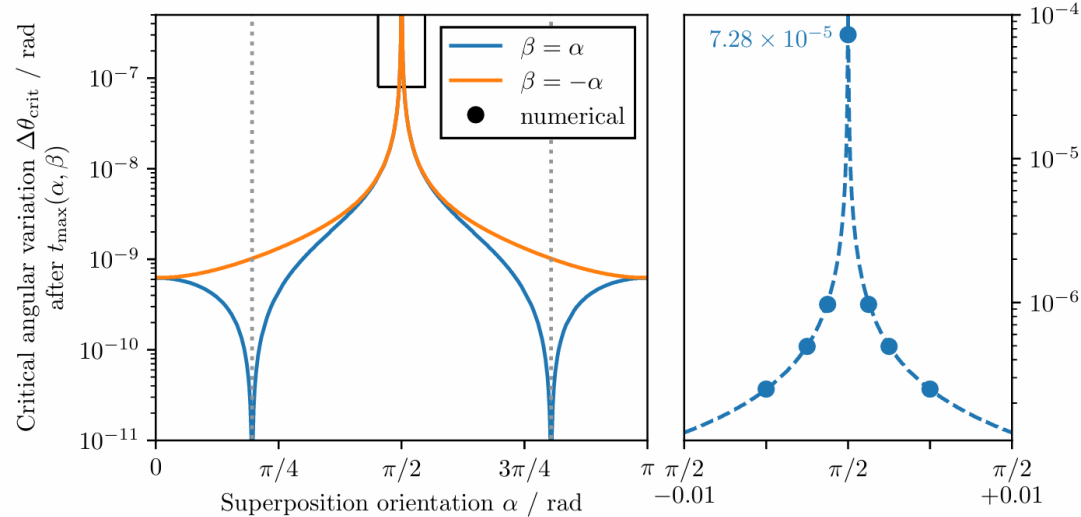 Critical angular variation Δθcrit / rad
after tmax(α, β)
10⁻⁷
10⁻⁸
10⁻⁹
10⁻¹⁰
10⁻¹¹
β = α
β = −α
numerical
0
π/4
π/2
3π/4
π
Superposition orientation α / rad
7.28 × 10⁻⁵
10⁻⁴
10⁻⁵
10⁻⁶
π/2
−0.01
π/2
π/2
+0.01